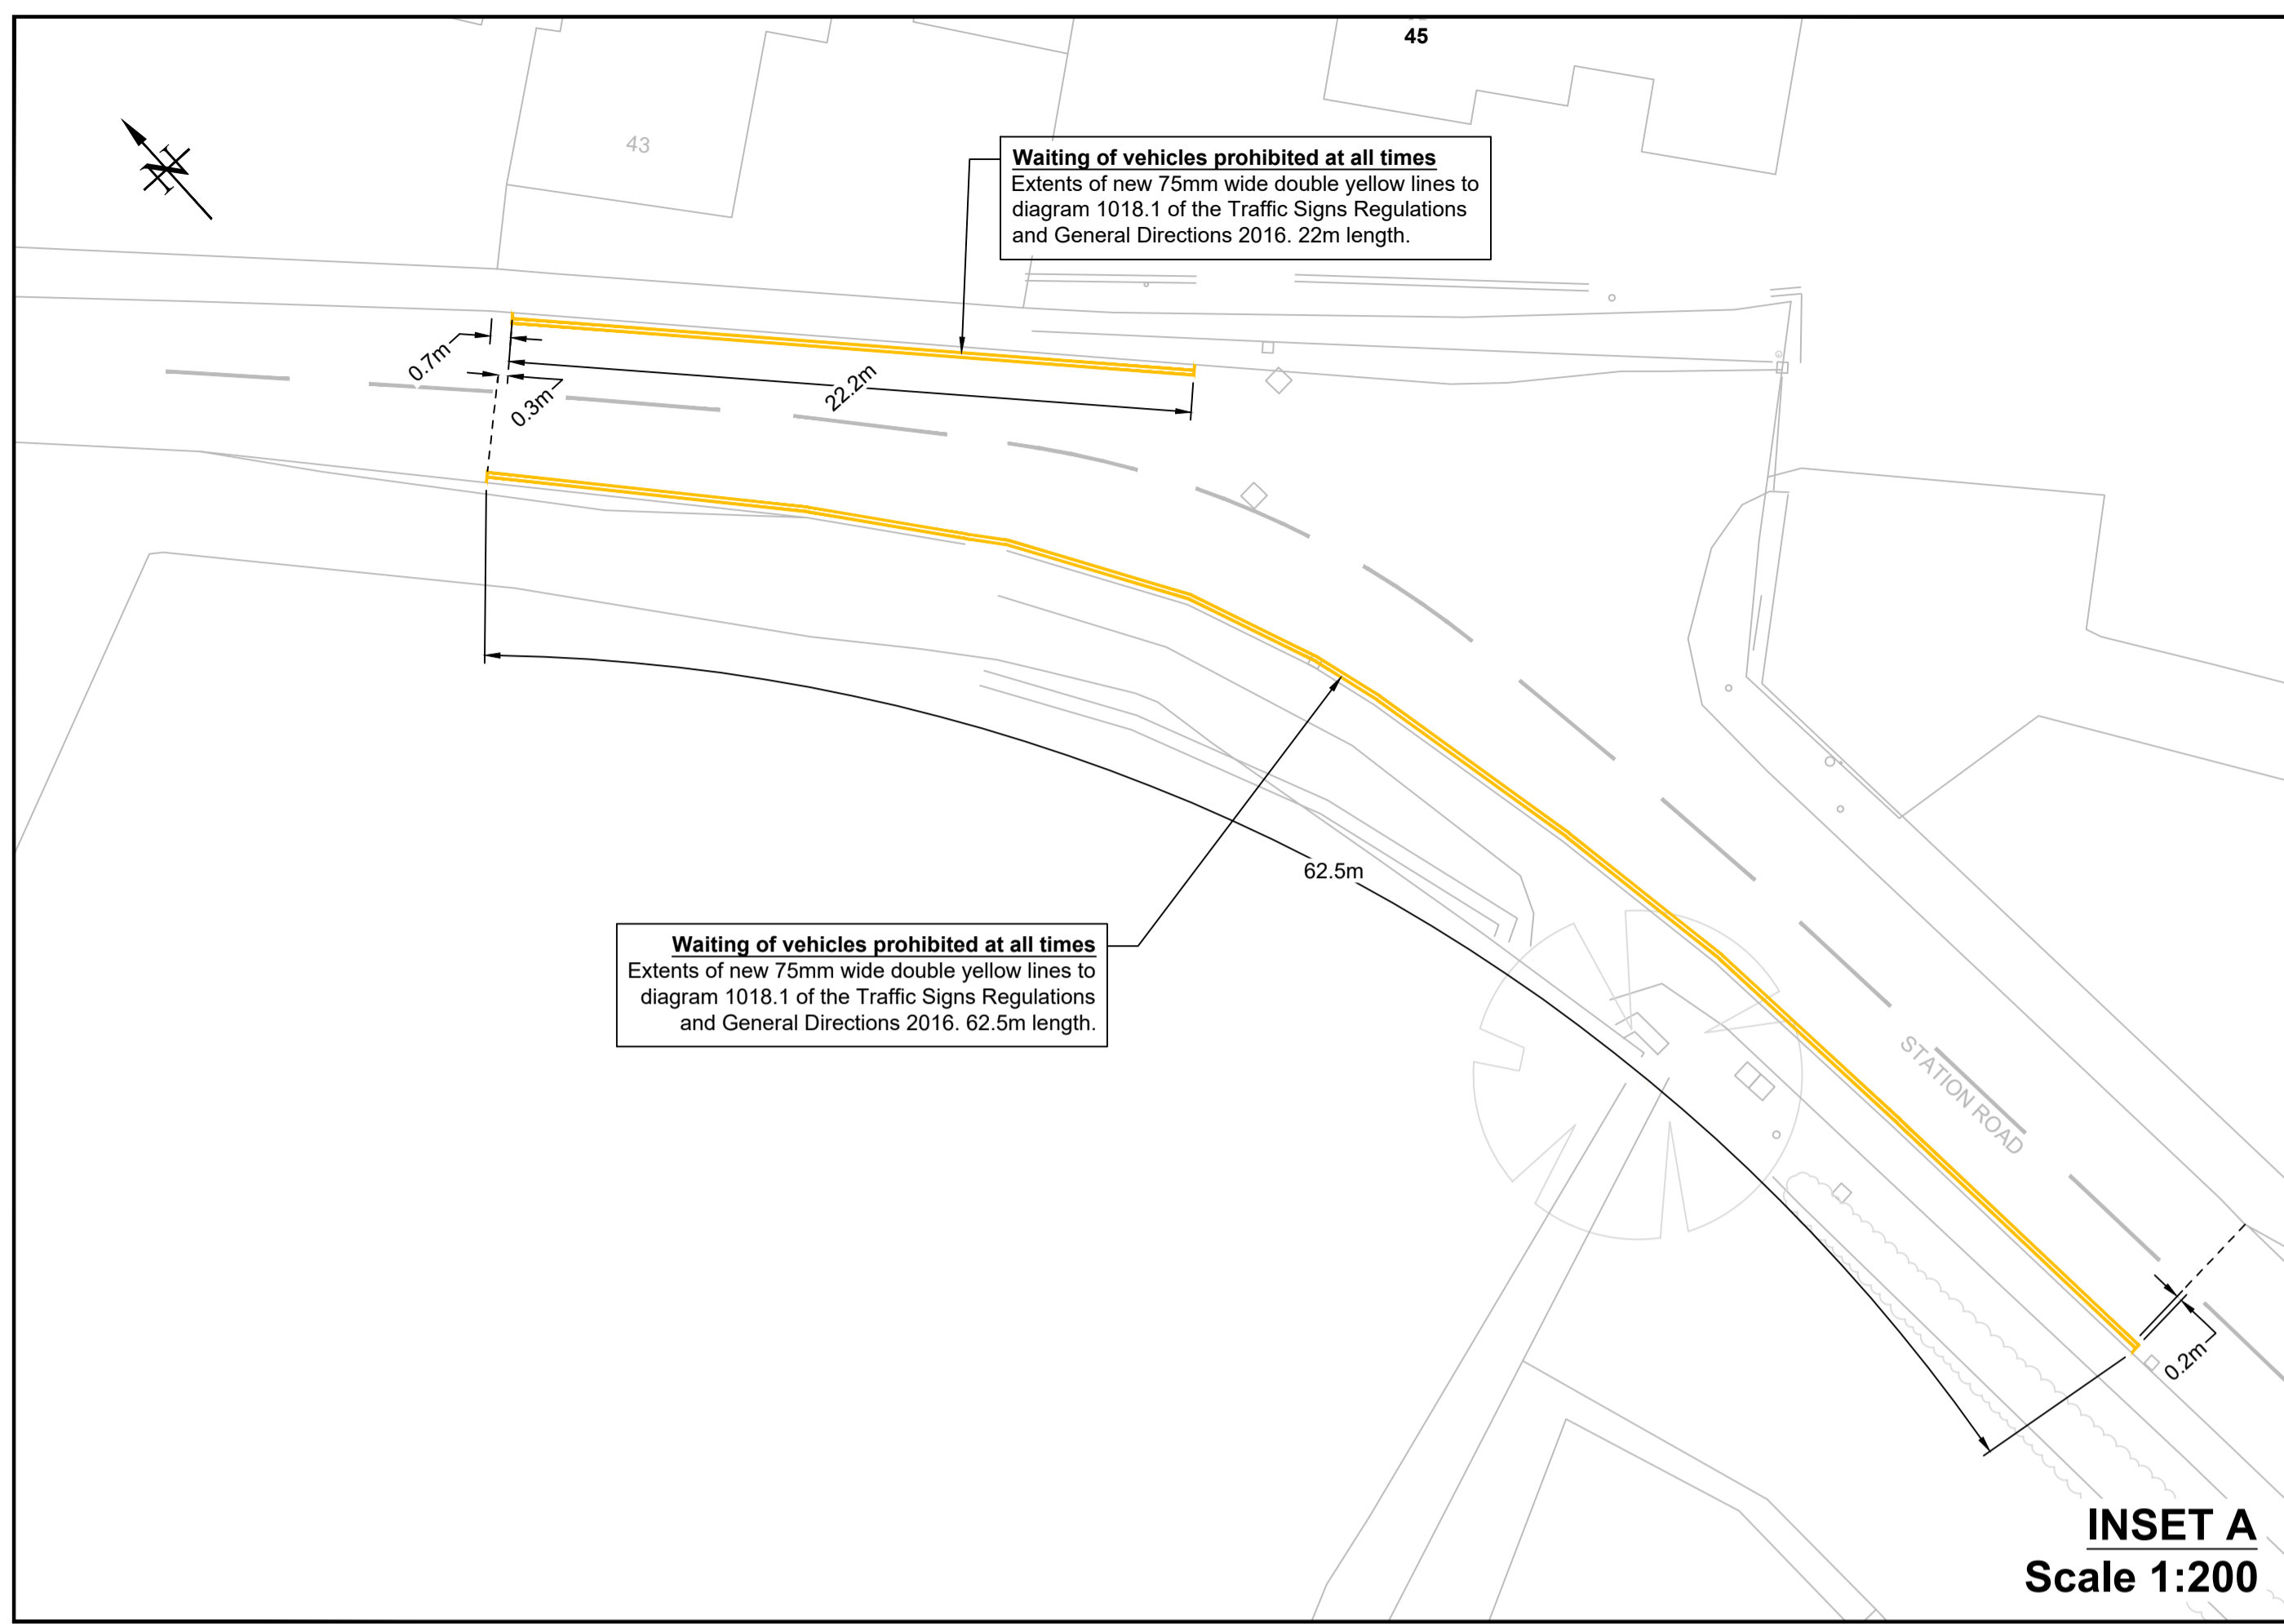 45
43
N
Waiting of vehicles prohibited at all times
Extents of new 75mm wide double yellow lines to
diagram 1018.1 of the Traffic Signs Regulations
and General Directions 2016. 22m length.
0.7m
0.3m
22.2m
62.5m
Waiting of vehicles prohibited at all times
Extents of new 75mm wide double yellow lines to
diagram 1018.1 of the Traffic Signs Regulations
and General Directions 2016. 62.5m length.
STATION ROAD
0.2m
INSET A
Scale 1:200